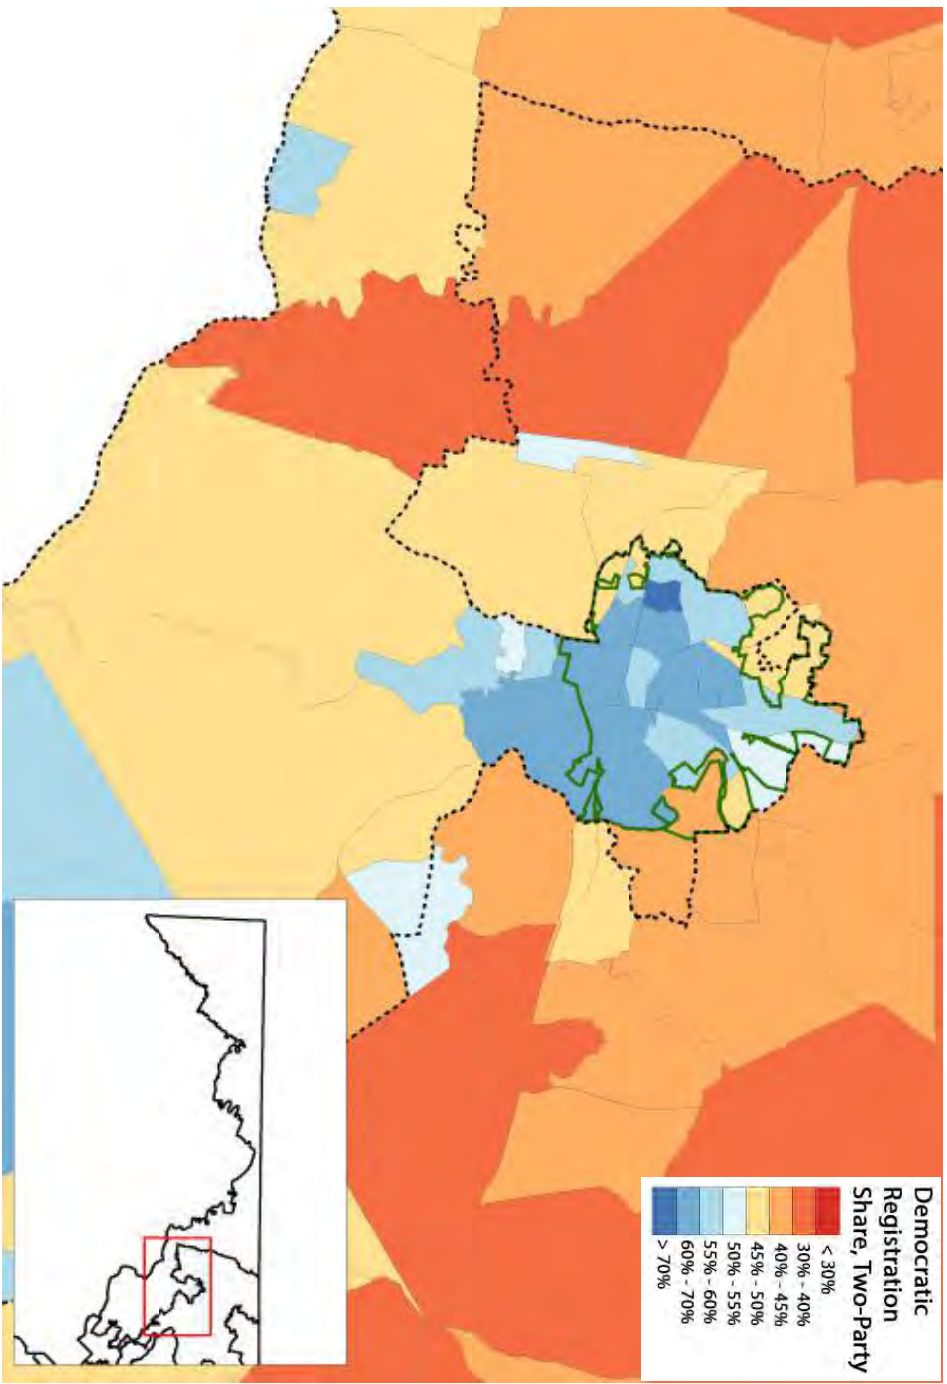 Democratic
Registration
Share, Two-Party
< 30%
30% - 40%
40% - 45%
45% - 50%
50% - 55%
55% - 60%
60% - 70%
> 70%